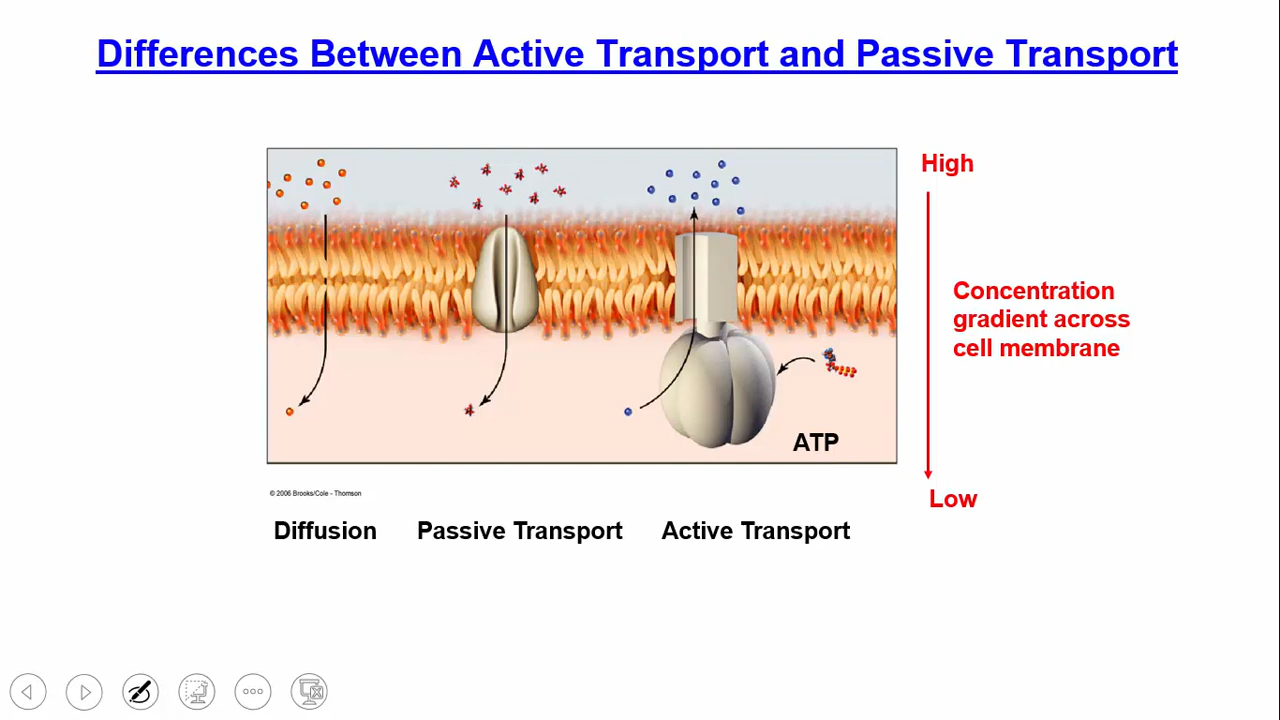 Differences Between Active Transport and Passive Transport
High
Concentration
gradient across
cell membrane
ATP
Low
© 2006 Brooks/Cole - Thomson
Diffusion
Passive Transport
Active Transport